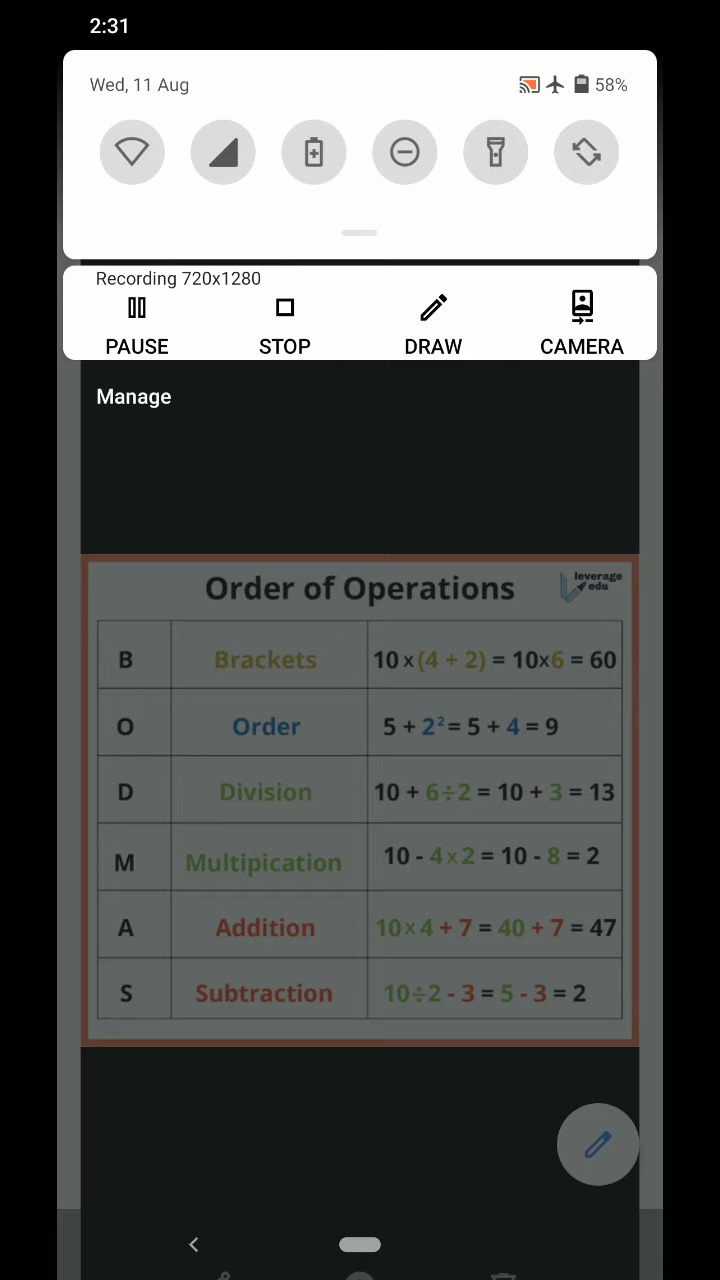 2:31
Wed, 11 Aug
58%
Recording 720x1280
PAUSE STOP DRAW CAMERA
Manage
Order of Operations
leverage
edu
B Brackets 10 x (4 + 2) = 10x6 = 60
O Order 5 + 2² = 5 + 4 = 9
D Division 10 + 6÷2 = 10 + 3 = 13
M Multipication 10 - 4 x 2 = 10 - 8 = 2
A Addition 10 x 4 + 7 = 40 + 7 = 47
S Subtraction 10÷2 - 3 = 5 - 3 = 2